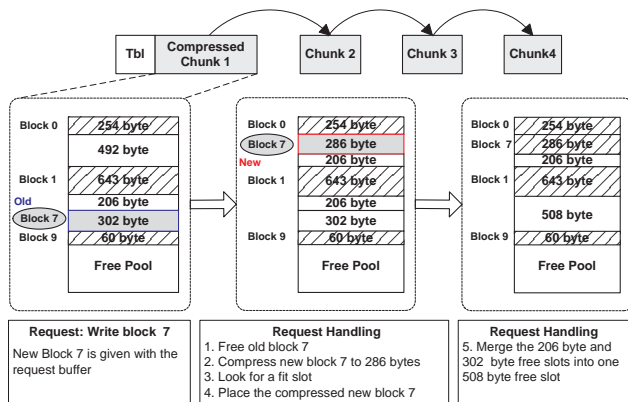 Tbl
Compressed
Chunk 1
Chunk 2
Chunk 3
Chunk4
Block 0
254 byte
492 byte
Block 1
643 byte
Old
206 byte
Block 7
302 byte
Block 9
60 byte
Free Pool
Block 0
254 byte
Block 7
286 byte
New
206 byte
Block 1
643 byte
206 byte
302 byte
Block 9
60 byte
Free Pool
Block 0
254 byte
Block 7
286 byte
206 byte
Block 1
643 byte
508 byte
Block 9
60 byte
Free Pool
Request: Write block 7
New Block 7 is given with the
request buffer
Request Handling
1. Free old block 7
2. Compress new block 7 to 286 bytes
3. Look for a fit slot
4. Place the compressed new block 7
Request Handling
5. Merge the 206 byte and
302 byte free slots into one
508 byte free slot